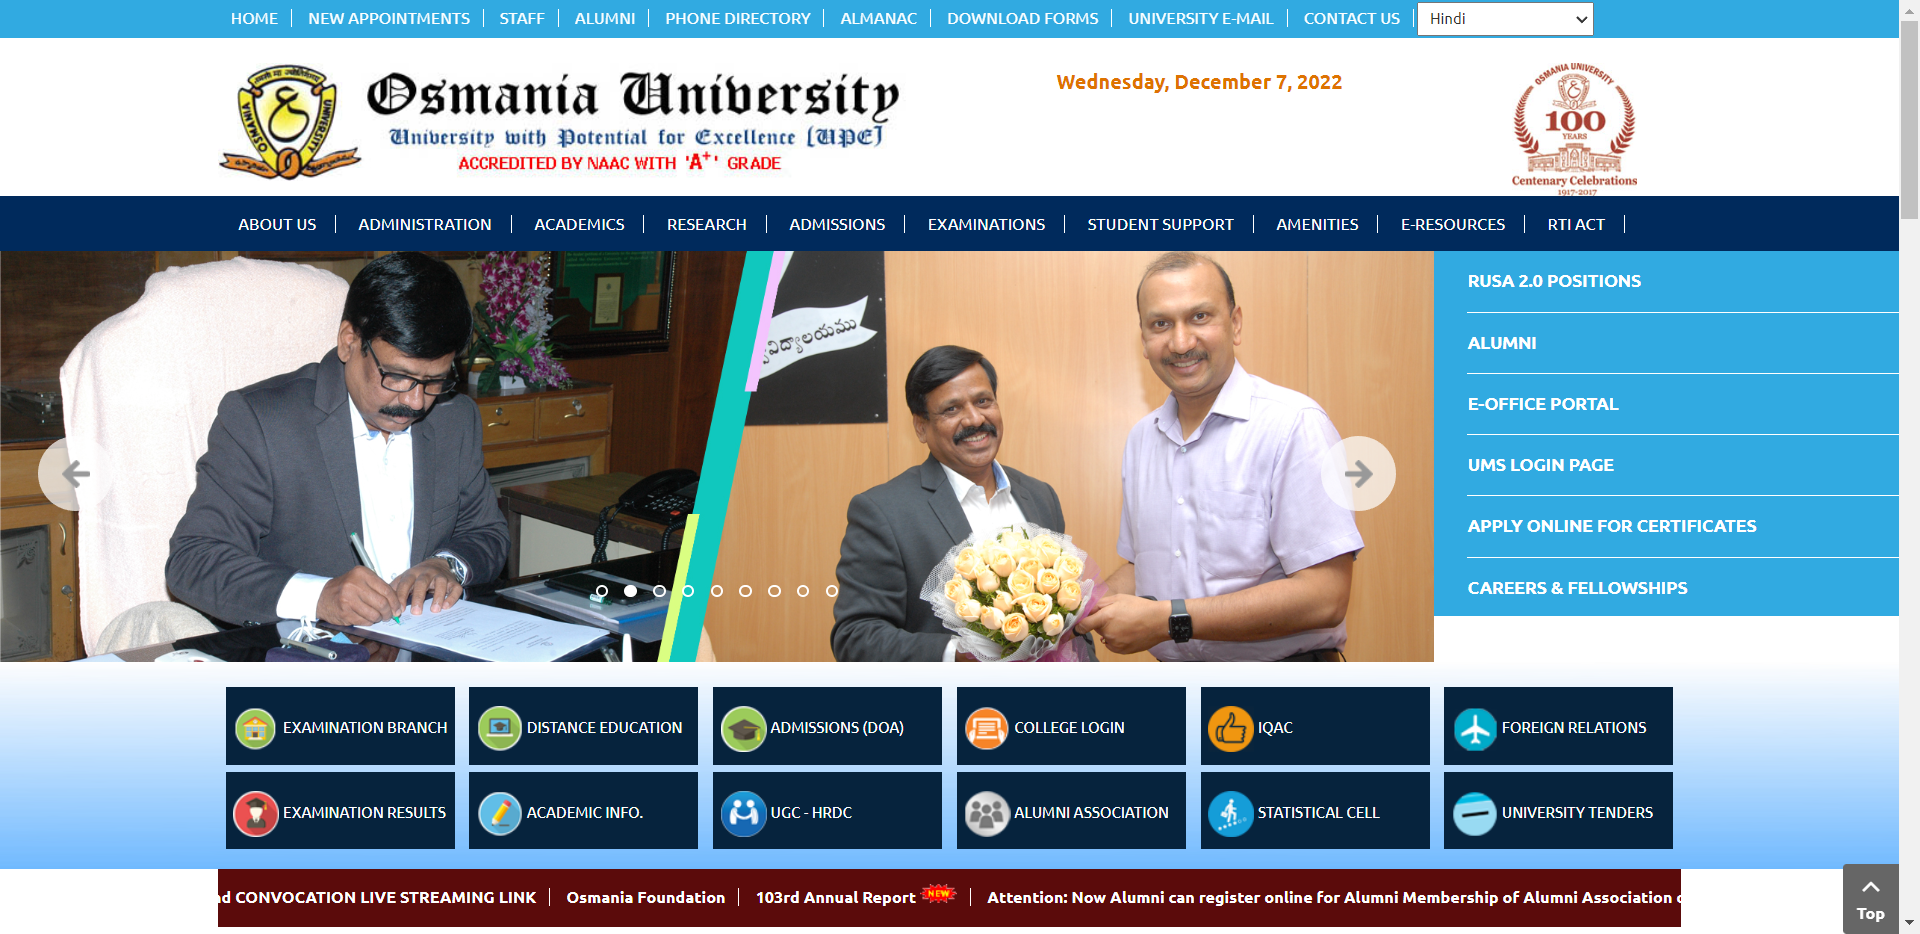 HOME NEW APPOINTMENTS STAFF ALUMNI PHONE DIRECTORY ALMANAC DOWNLOAD FORMS UNIVERSITY E-MAIL CONTACT US Hindi
OSMANIA UNIVERSITY
Osmania University
University with Potential for Excellence [UPE]
ACCREDITED BY NAAC WITH 'A+' GRADE
Wednesday, December 7, 2022
OSMANIA UNIVERSITY
100
YEARS
Centenary Celebrations
1917-2017
ABOUT US ADMINISTRATION ACADEMICS RESEARCH ADMISSIONS EXAMINATIONS STUDENT SUPPORT AMENITIES E-RESOURCES RTI ACT
RUSA 2.0 POSITIONS
ALUMNI
E-OFFICE PORTAL
UMS LOGIN PAGE
APPLY ONLINE FOR CERTIFICATES
CAREERS & FELLOWSHIPS
EXAMINATION BRANCH DISTANCE EDUCATION ADMISSIONS (DOA) COLLEGE LOGIN IQAC FOREIGN RELATIONS
EXAMINATION RESULTS ACADEMIC INFO. UGC - HRDC ALUMNI ASSOCIATION STATISTICAL CELL UNIVERSITY TENDERS
nd CONVOCATION LIVE STREAMING LINK Osmania Foundation 103rd Annual Report NEW Attention: Now Alumni can register online for Alumni Membership of Alumni Association
Top